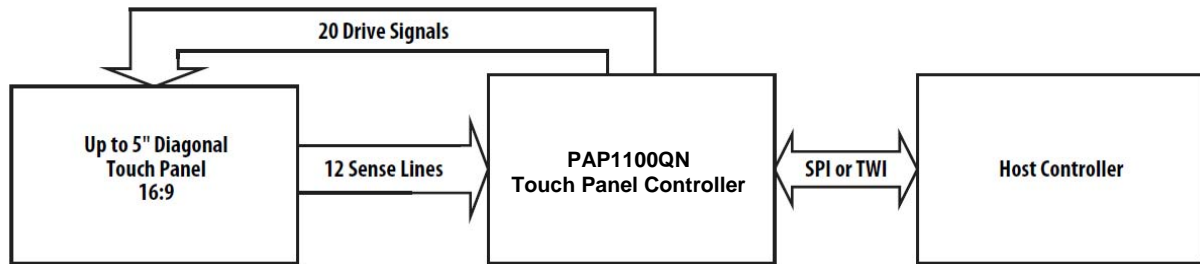 20 Drive Signals
Up to 5" Diagonal
Touch Panel
16:9
12 Sense Lines
PAP1100QN
Touch Panel Controller
SPI or TWI
Host Controller